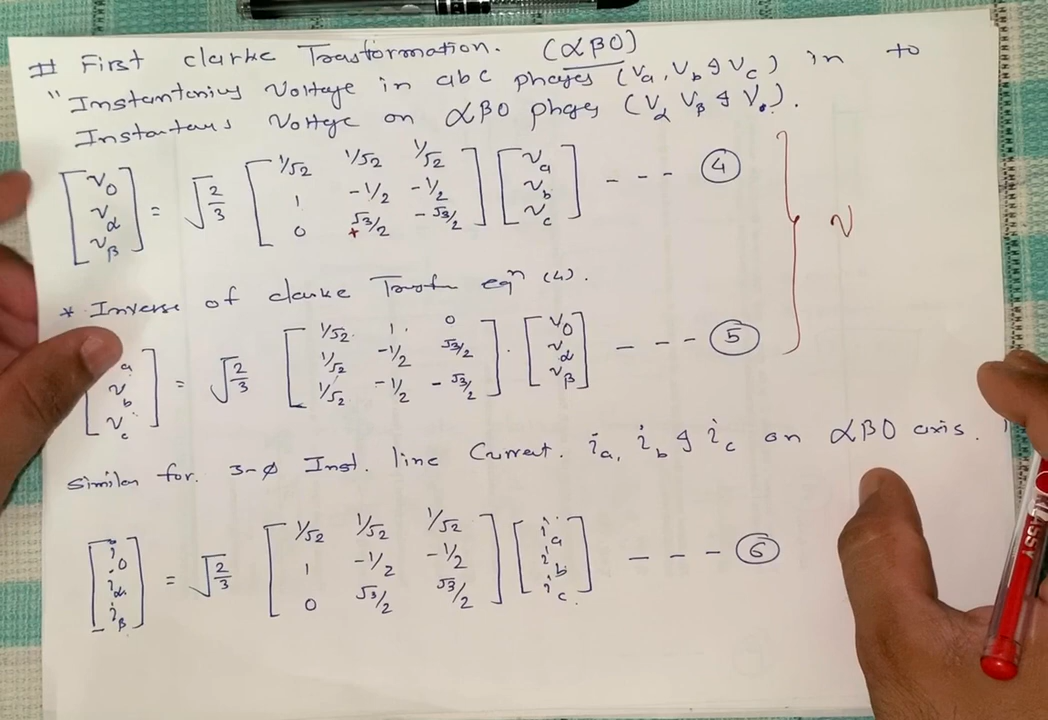 # First clarke Trasformation. (αβ0)
"Instantenius Voltage in abc phases (Va, Vb & Vc) in to
Instantaus Voltage on αβ0 phases (Vα Vβ & V0).
[v0 vα vβ] = √2/3 [1/√2 1/√2 1/√2; 1 -1/2 -1/2; 0 +√3/2 -√3/2] [va vb vc] - - - (4)
* Inverse of clarke Transfn eqn (4).
[a vb vc] = √2/3 [1/√2 1 0; 1/√2 -1/2 √3/2; 1/√2 -1/2 -√3/2] . [v0 vα vβ] - - - (5)
} v
Similar for. 3-φ Inst. line Current. ia, ib & ic on αβ0 axis.
[i0 iα iβ] = √2/3 [1/√2 1/√2 1/√2; 1 -1/2 -1/2; 0 √3/2 √3/2] [ia ib ic] - - - (6)